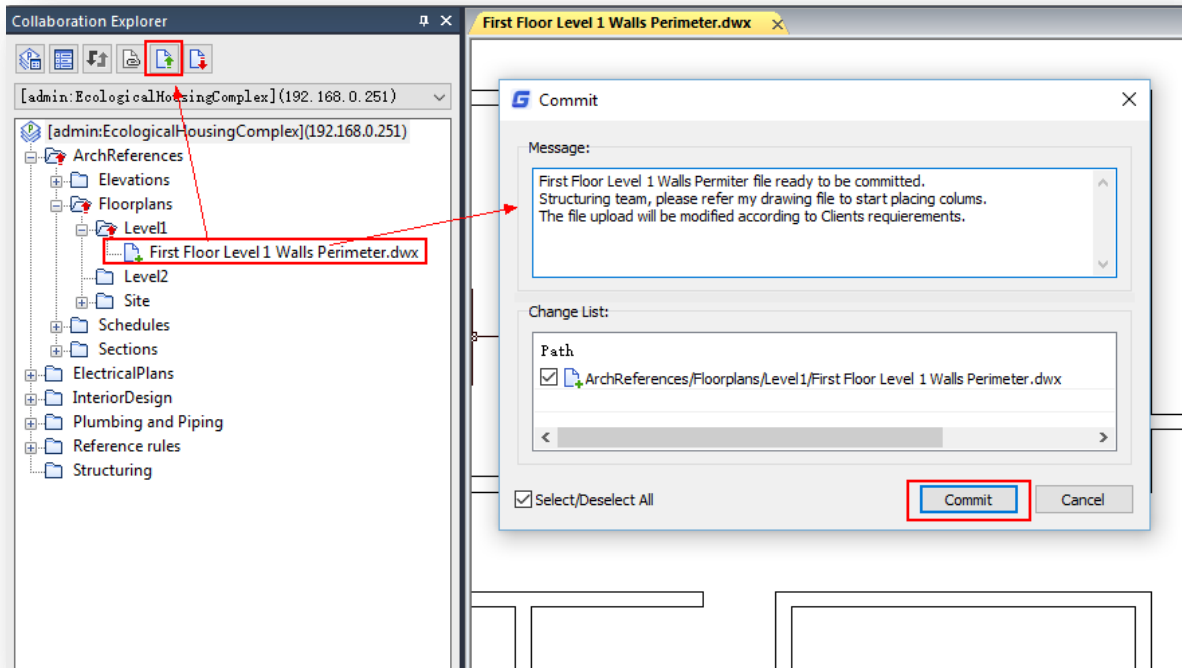 Collaboration Explorer
First Floor Level 1 Walls Perimeter.dwx
[admin:EcologicalHousingComplex](192.168.0.251)
[admin:EcologicalHousingComplex](192.168.0.251)
ArchReferences
Elevations
Floorplans
Level1
First Floor Level 1 Walls Perimeter.dwx
Level2
Site
Schedules
Sections
ElectricalPlans
InteriorDesign
Plumbing and Piping
Reference rules
Structuring
Commit
Message:
First Floor Level 1 Walls Permiter file ready to be committed.
Structuring team, please refer my drawing file to start placing colums.
The file upload will be modified according to Clients requierements.
Change List:
Path
ArchReferences/Floorplans/Level1/First Floor Level 1 Walls Perimeter.dwx
Select/Deselect All
Commit
Cancel